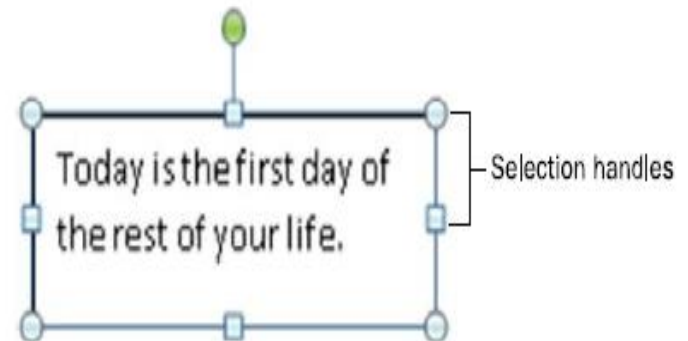 Today is the first day of
the rest of your life.
Selection handles